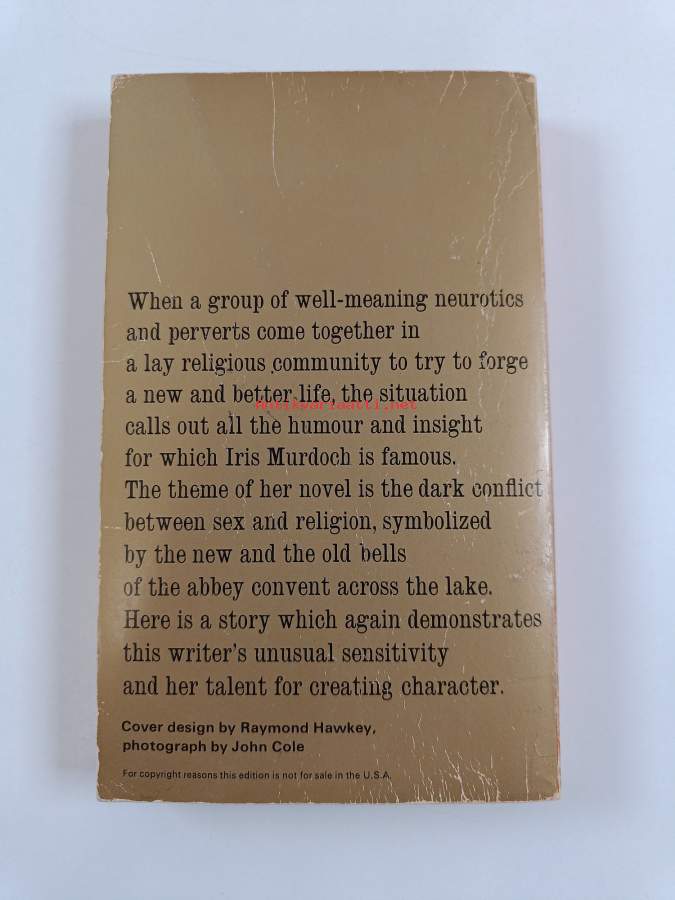 When a group of well-meaning neurotics
and perverts come together in
a lay religious community to try to forge
a new and better life, the situation
Antikvariaatti.net
calls out all the humour and insight
for which Iris Murdoch is famous.
The theme of her novel is the dark conflict
between sex and religion, symbolized
by the new and the old bells
of the abbey convent across the lake.
Here is a story which again demonstrates
this writer's unusual sensitivity
and her talent for creating character.
Cover design by Raymond Hawkey,
photograph by John Cole
For copyright reasons this edition is not for sale in the U.S.A.